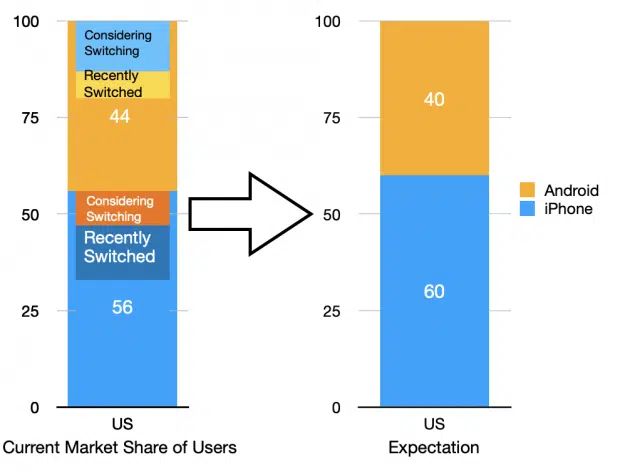 100
75
50
25
0
Considering
Switching
Recently
Switched
44
Considering
Switching
Recently
Switched
56
US
Current Market Share of Users
100
75
50
25
0
40
60
US
Expectation
Android
iPhone